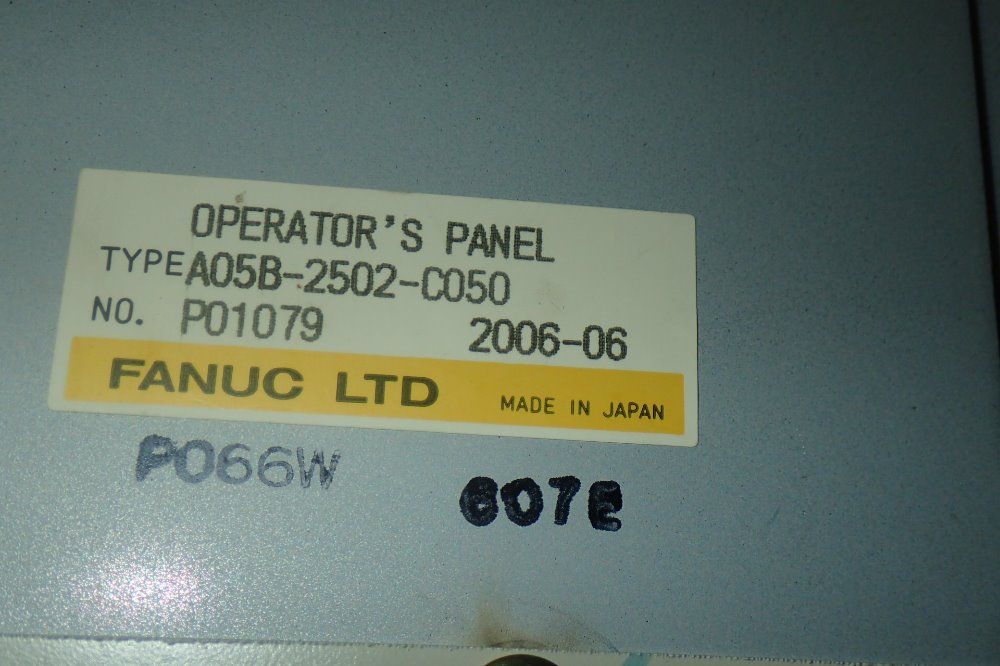 OPERATOR'S PANEL
TYPE A05B-2502-C050
NO. P01079 2006-06
FANUC LTD MADE IN JAPAN
P066W 607E